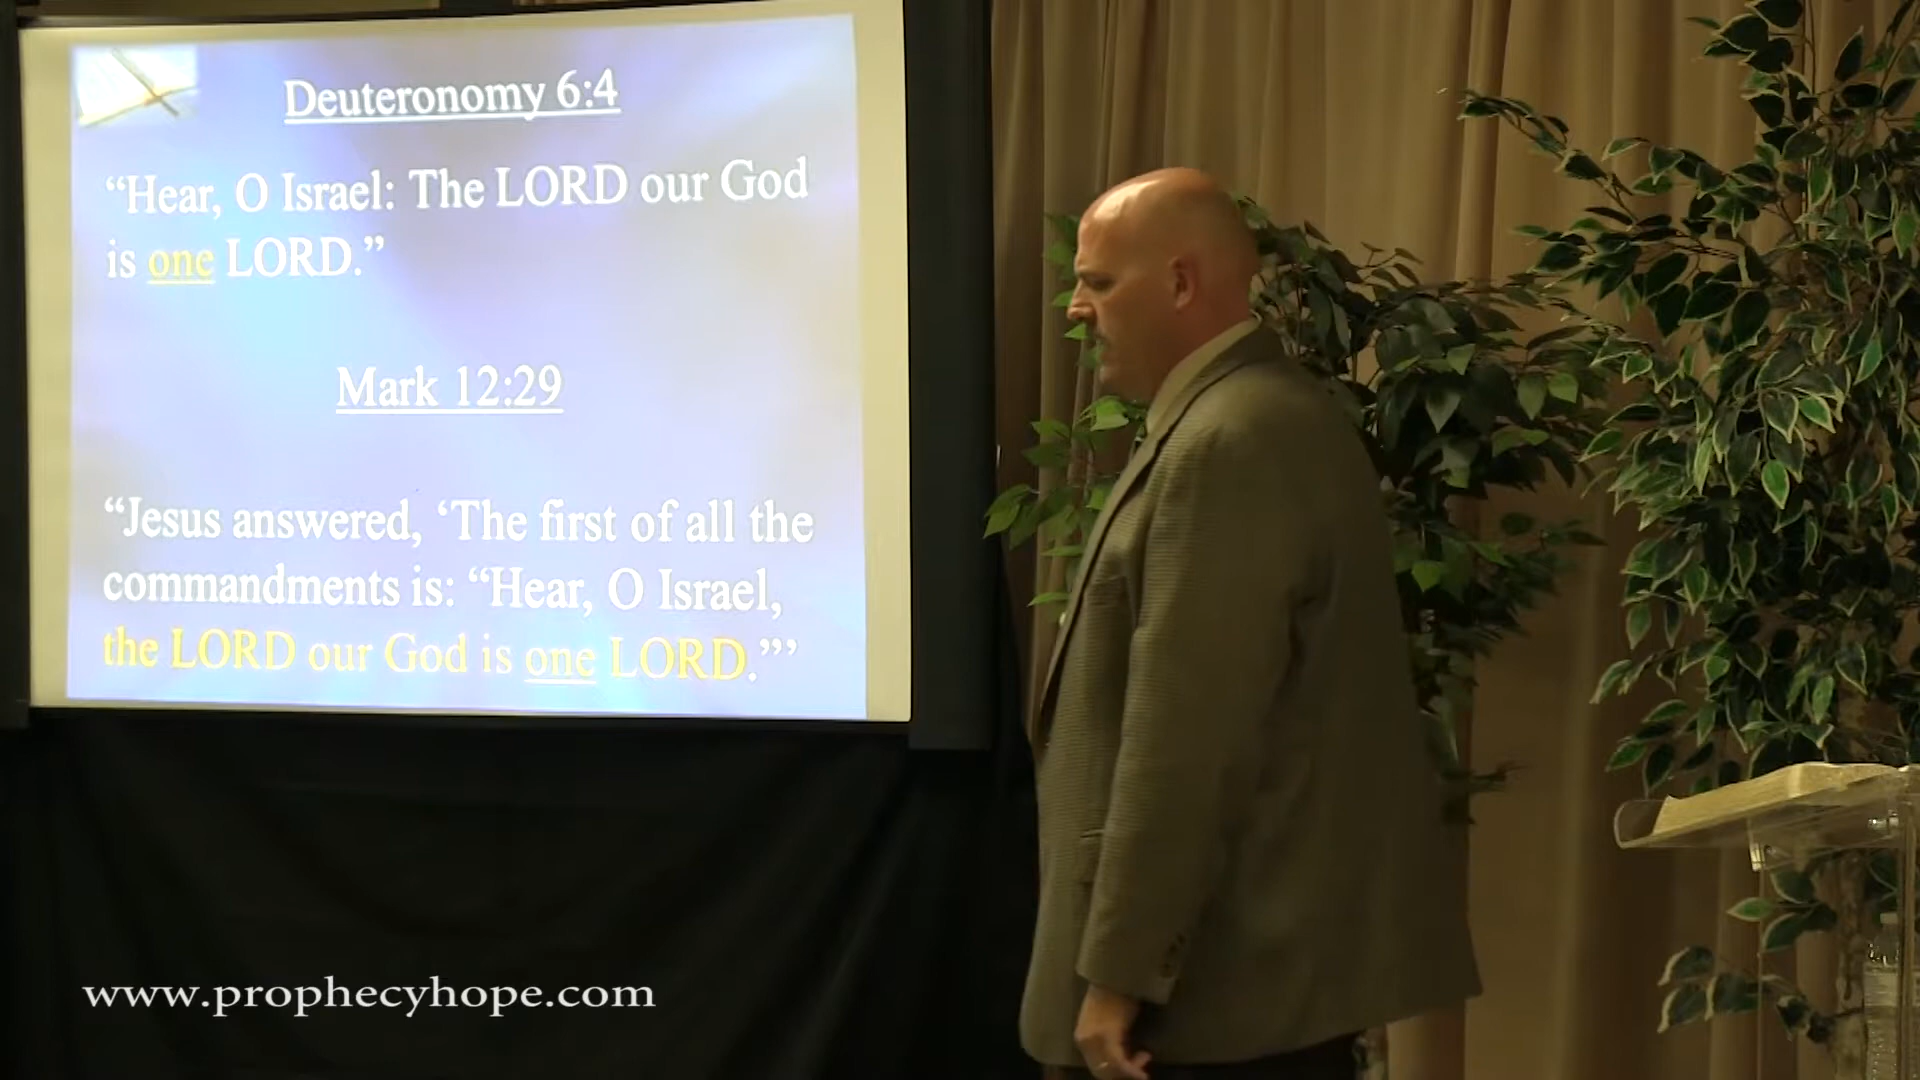 Deuteronomy 6:4
“Hear, O Israel: The LORD our God
is one LORD.”
Mark 12:29
“Jesus answered, ‘The first of all the
commandments is: “Hear, O Israel,
the LORD our God is one LORD.”’
www.prophecyhope.com